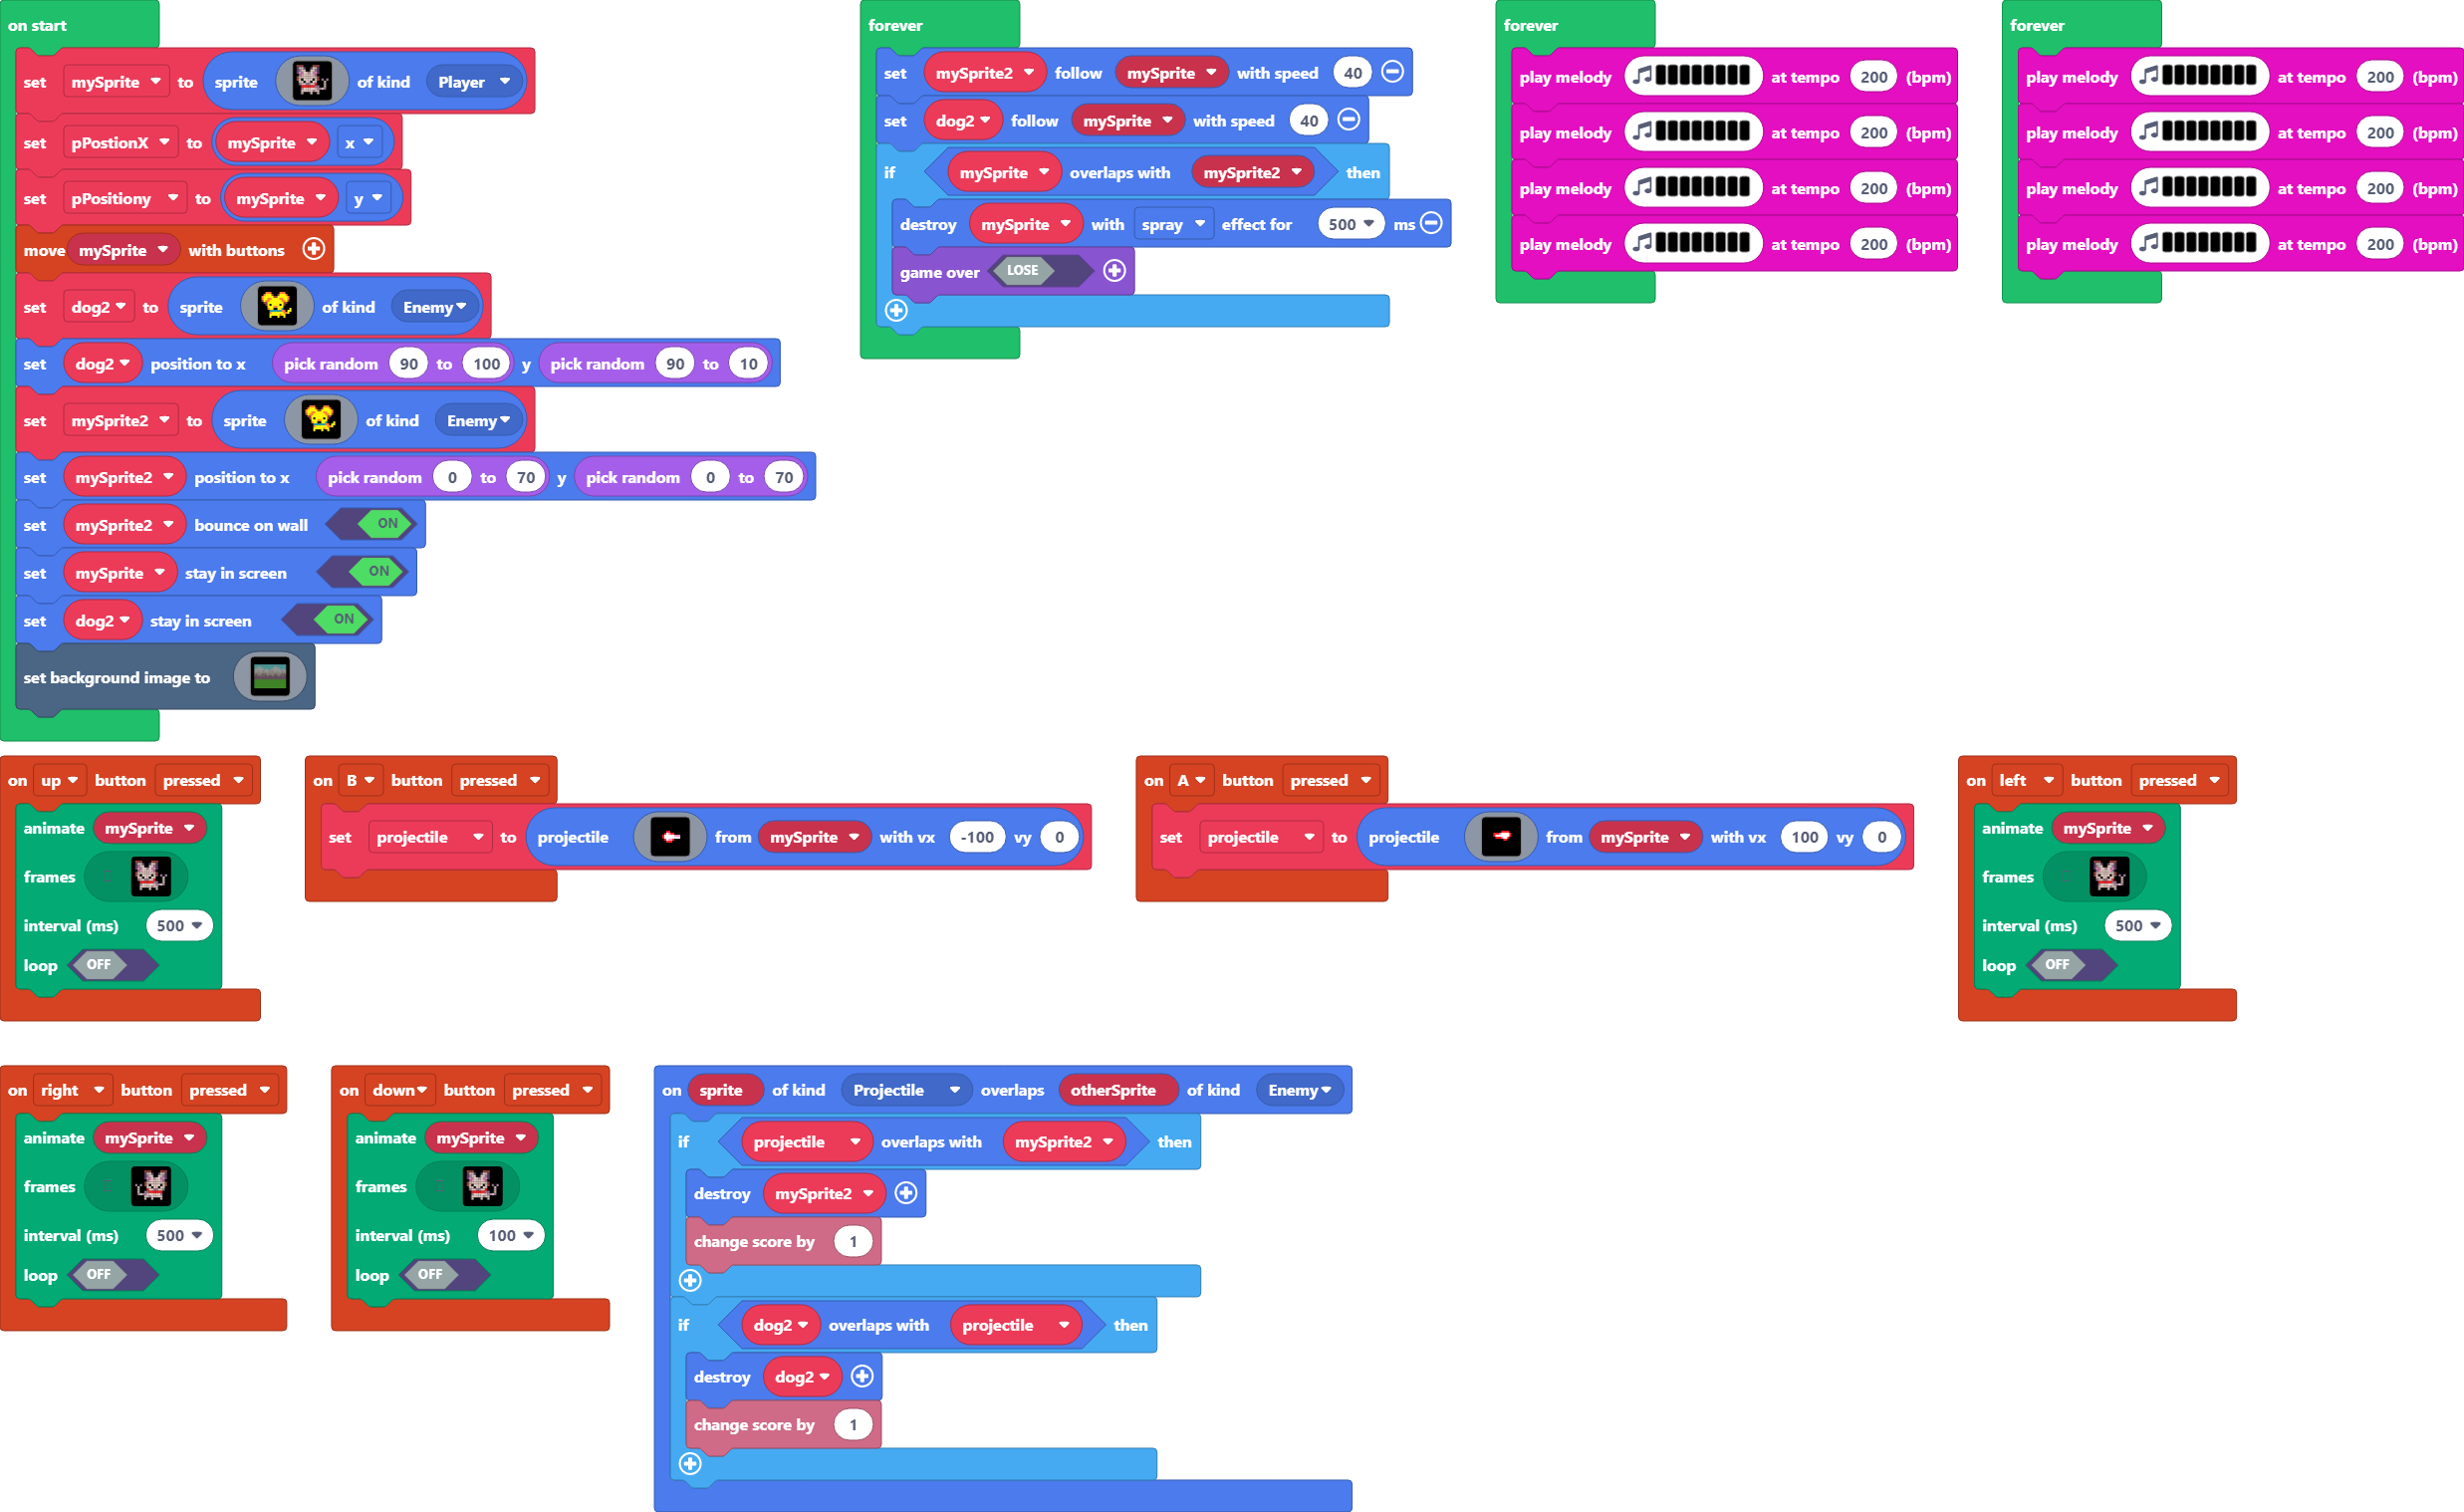 on start
set mySprite to sprite of kind Player
set pPostionX to mySprite x
set pPositiony to mySprite y
move mySprite with buttons
set dog2 to sprite of kind Enemy
set dog2 position to x pick random 90 to 100 y pick random 90 to 10
set mySprite2 to sprite of kind Enemy
set mySprite2 position to x pick random 0 to 70 y pick random 0 to 70
set mySprite2 bounce on wall ON
set mySprite stay in screen ON
set dog2 stay in screen ON
set background image to
forever
set mySprite2 follow mySprite with speed 40
set dog2 follow mySprite with speed 40
if mySprite overlaps with mySprite2 then
destroy mySprite with spray effect for 500 ms
game over LOSE
forever
play melody at tempo 200 (bpm)
play melody at tempo 200 (bpm)
play melody at tempo 200 (bpm)
play melody at tempo 200 (bpm)
forever
play melody at tempo 200 (bpm)
play melody at tempo 200 (bpm)
play melody at tempo 200 (bpm)
play melody at tempo 200 (bpm)
on up button pressed
animate mySprite
frames
interval (ms) 500
loop OFF
on B button pressed
set projectile to projectile from mySprite with vx -100 vy 0
on A button pressed
set projectile to projectile from mySprite with vx 100 vy 0
on left button pressed
animate mySprite
frames
interval (ms) 500
loop OFF
on right button pressed
animate mySprite
frames
interval (ms) 500
loop OFF
on down button pressed
animate mySprite
frames
interval (ms) 100
loop OFF
on sprite of kind Projectile overlaps otherSprite of kind Enemy
if projectile overlaps with mySprite2 then
destroy mySprite2
change score by 1
if dog2 overlaps with projectile then
destroy dog2
change score by 1